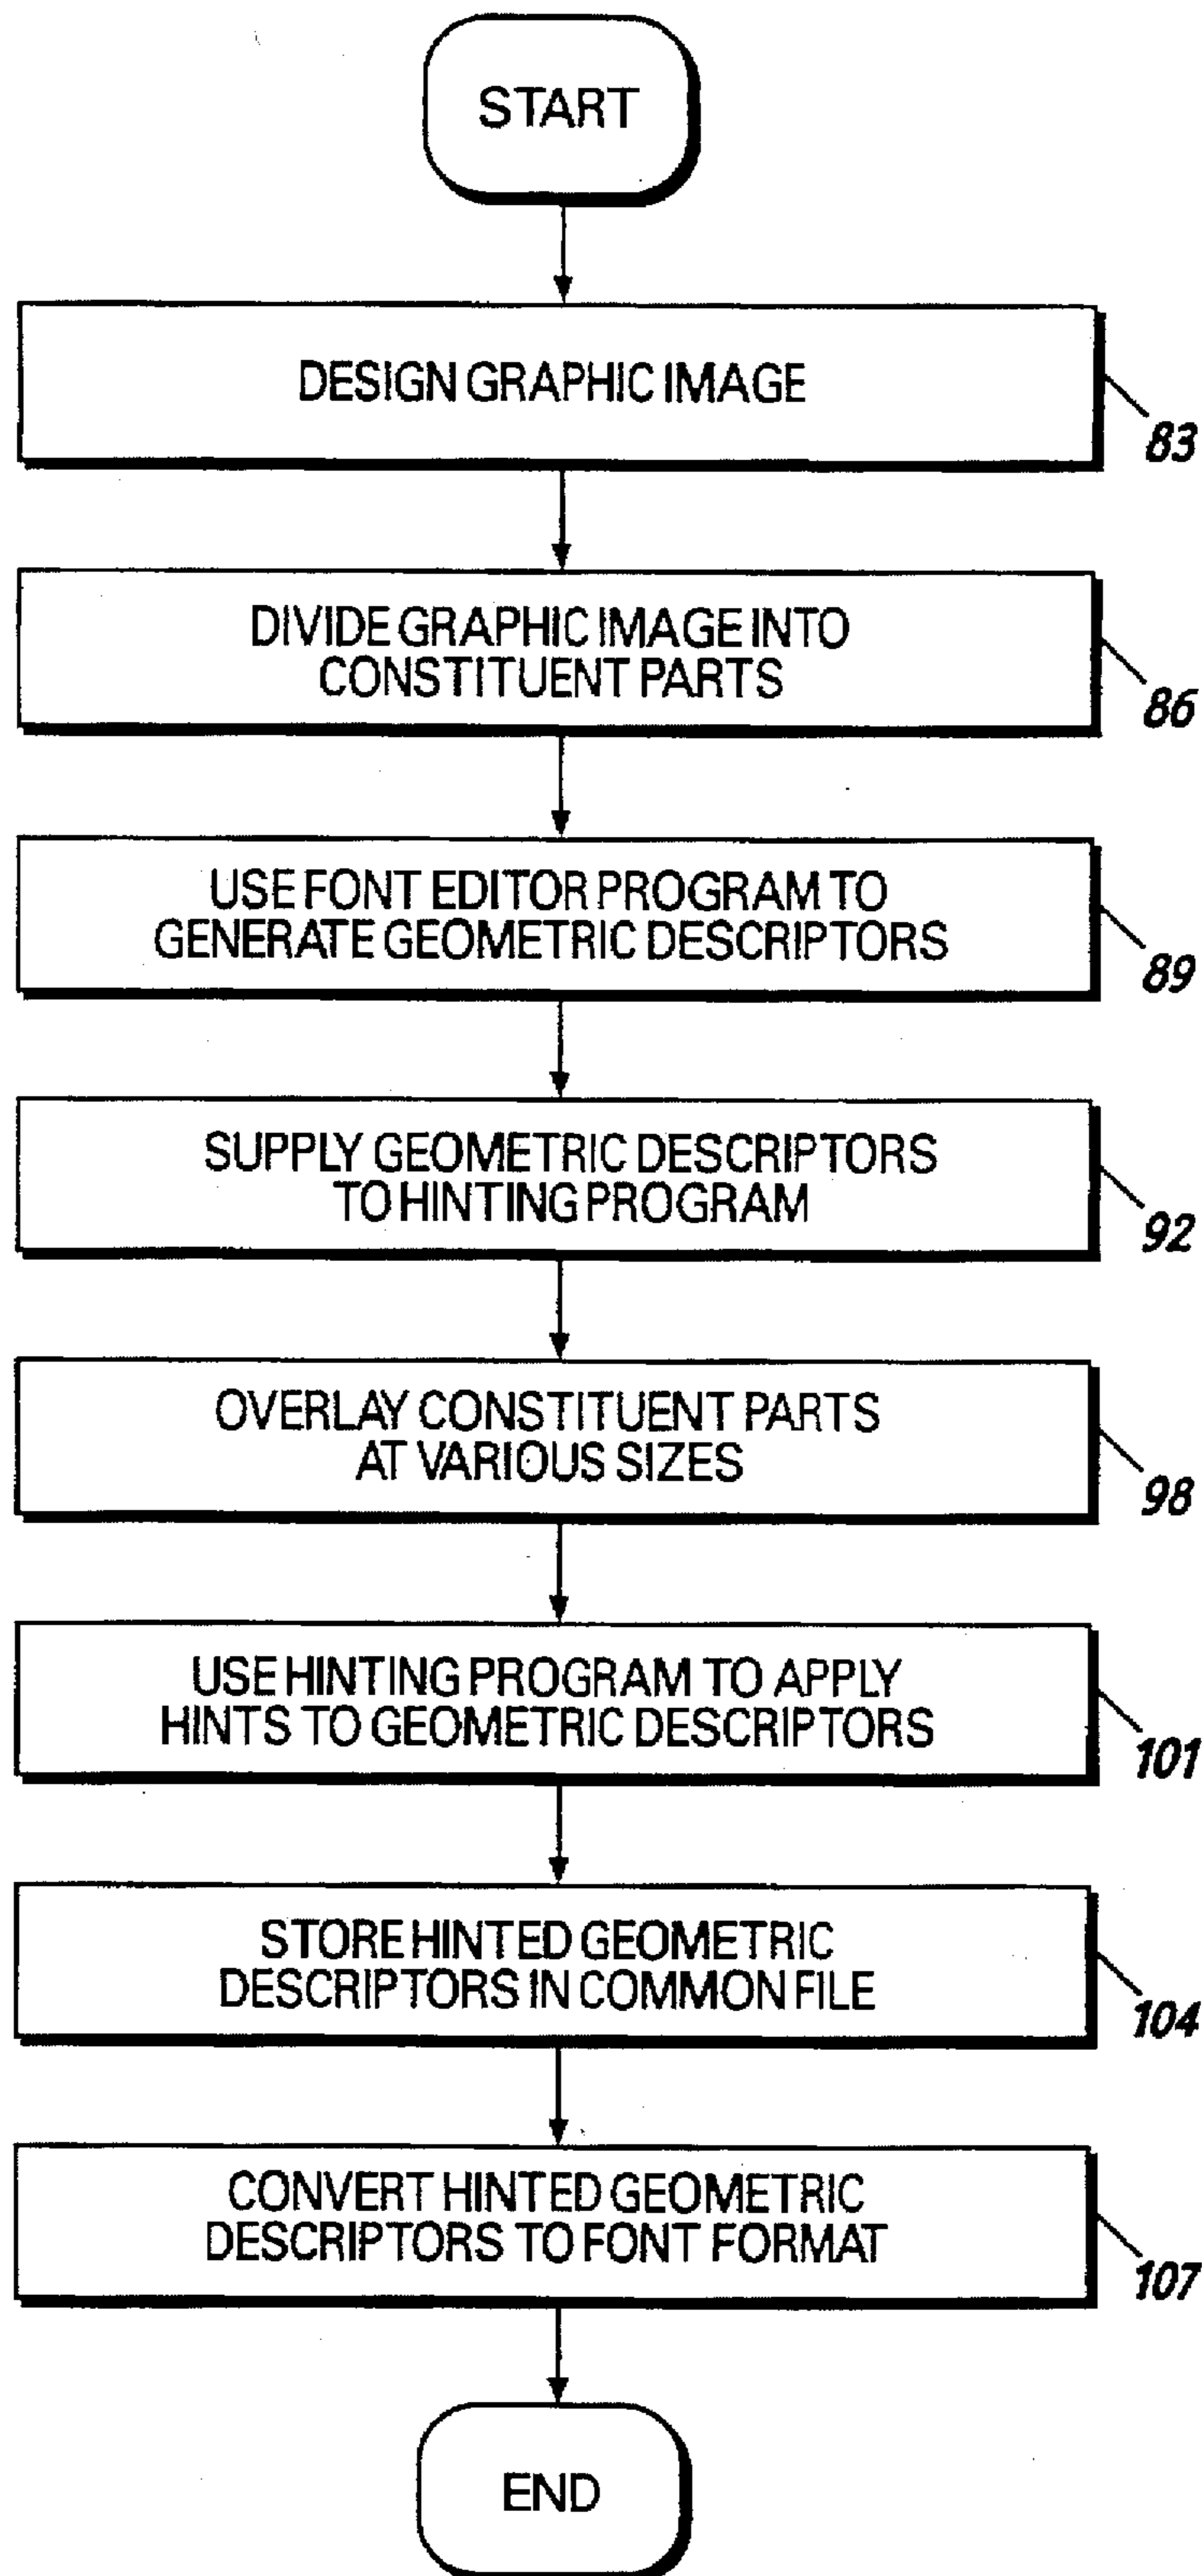 START
DESIGN GRAPHIC IMAGE
83
DIVIDE GRAPHIC IMAGE INTO
CONSTITUENT PARTS
86
USE FONT EDITOR PROGRAM TO
GENERATE GEOMETRIC DESCRIPTORS
89
SUPPLY GEOMETRIC DESCRIPTORS
TO HINTING PROGRAM
92
OVERLAY CONSTITUENT PARTS
AT VARIOUS SIZES
98
USE HINTING PROGRAM TO APPLY
HINTS TO GEOMETRIC DESCRIPTORS
101
STORE HINTED GEOMETRIC
DESCRIPTORS IN COMMON FILE
104
CONVERT HINTED GEOMETRIC
DESCRIPTORS TO FONT FORMAT
107
END